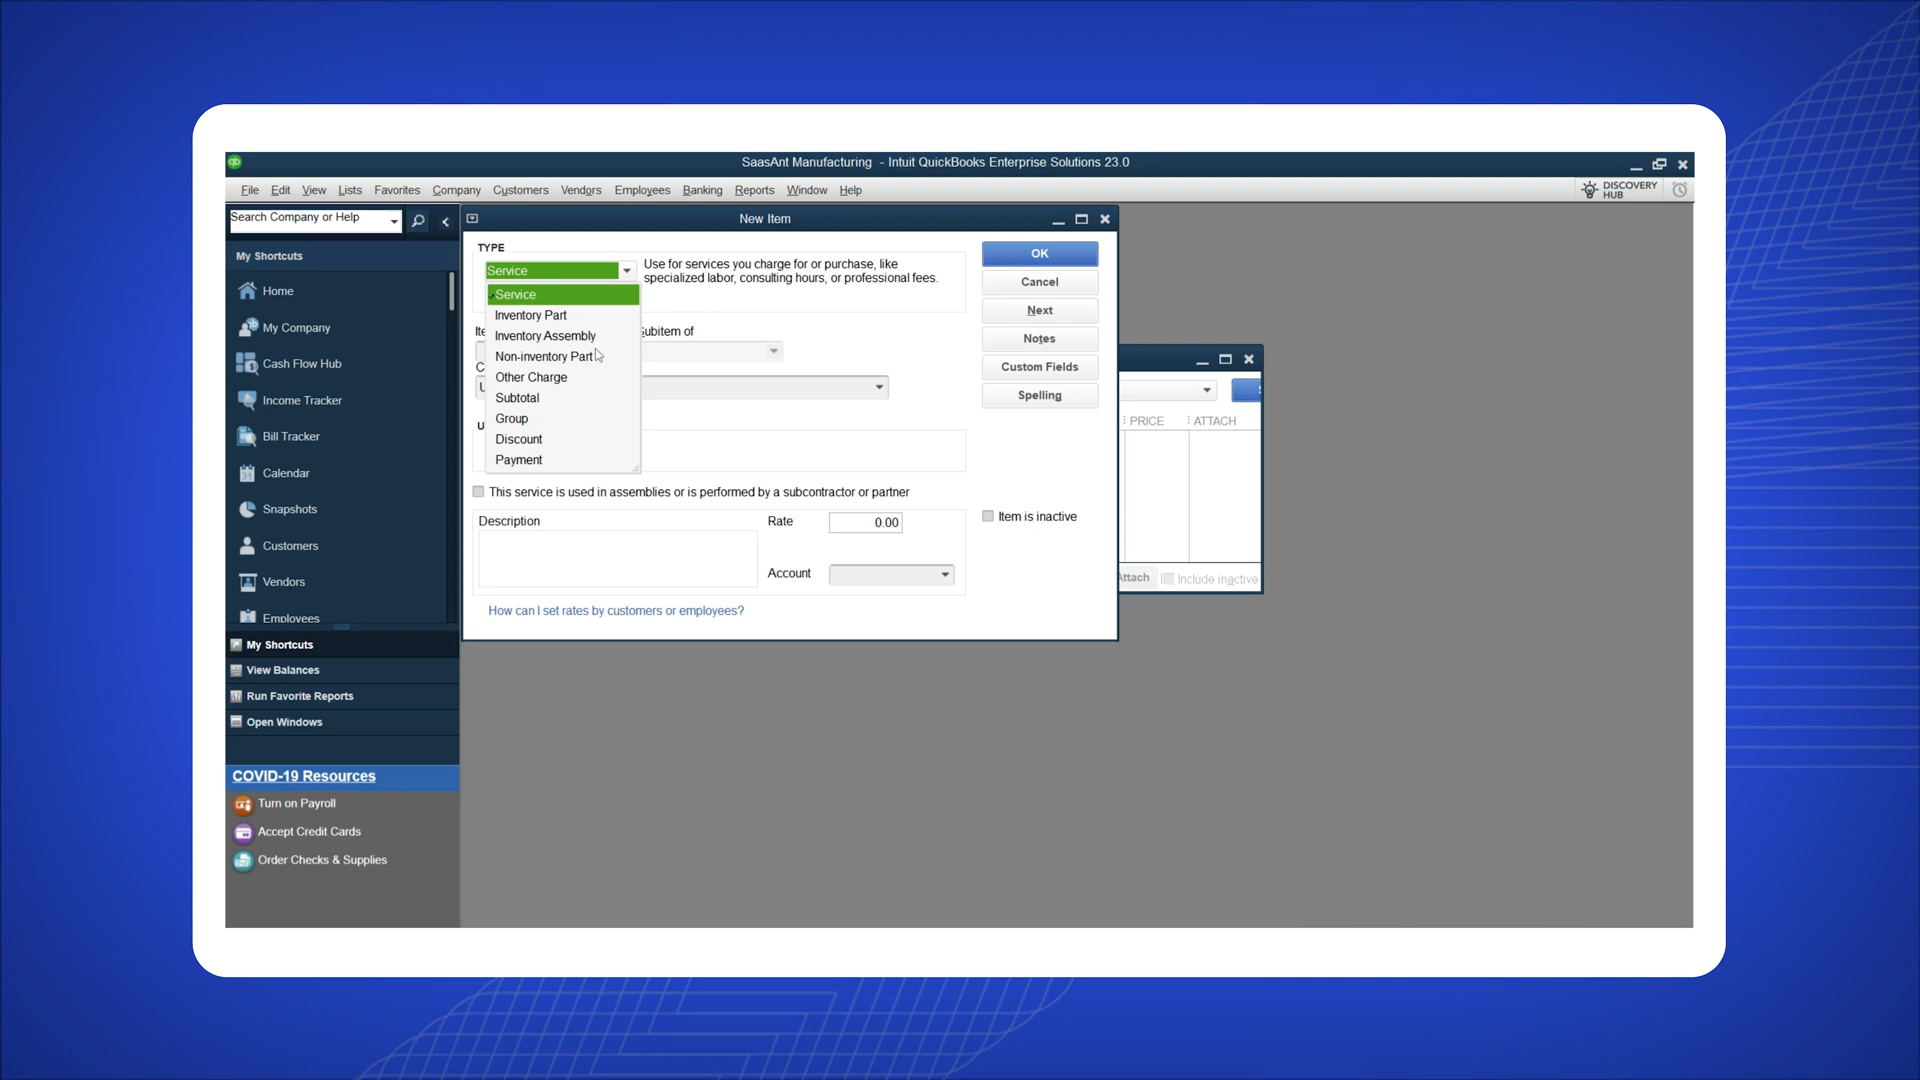 qb
SaasAnt Manufacturing - Intuit QuickBooks Enterprise Solutions 23.0
File Edit View Lists Favorites Company Customers Vendors Employees Banking Reports Window Help
DISCOVERY
HUB
Search Company or Help
My Shortcuts
Home
My Company
Cash Flow Hub
Income Tracker
Bill Tracker
Calendar
Snapshots
Customers
Vendors
Employees
My Shortcuts
View Balances
Run Favorite Reports
Open Windows
COVID-19 Resources
Turn on Payroll
Accept Credit Cards
Order Checks & Supplies
New Item
TYPE
Service
Use for services you charge for or purchase, like
specialized labor, consulting hours, or professional fees.
Service
Inventory Part
Inventory Assembly
Non-inventory Part
Other Charge
Subtotal
Group
Discount
Payment
Subitem of
This service is used in assemblies or is performed by a subcontractor or partner
Description
Rate 0.00
Account
How can I set rates by customers or employees?
OK
Cancel
Next
Notes
Custom Fields
Spelling
Item is inactive
PRICE ATTACH
Attach Include inactive